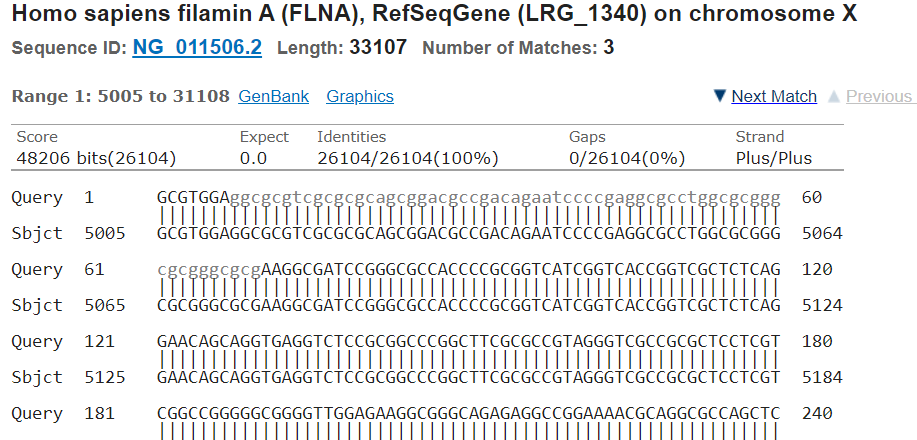 Homo sapiens filamin A (FLNA), RefSeqGene (LRG_1340) on chromosome X
Sequence ID: NG_011506.2 Length: 33107 Number of Matches: 3
Range 1: 5005 to 31108 GenBank Graphics ▼ Next Match ▲ Previous
Score Expect Identities Gaps Strand
48206 bits(26104) 0.0 26104/26104(100%) 0/26104(0%) Plus/Plus
Query 1 GCGTGGAggcgcgtcgcgcgcagcggacgccgacagaatccccgaggcgcctggcgcggg 60
Sbjct 5005 GCGTGGAGGCGCGTCGCGCGCAGCGGACGCCGACAGAATCCCCGAGGCGCCTGGCGCGGG 5064
Query 61 cgcgggcgcgAAGGCGATCCGGGCGCCACCCCGCGGTCATCGGTCACCGGTCGCTCTCAG 120
Sbjct 5065 CGCGGGCGCGAAGGCGATCCGGGCGCCACCCCGCGGTCATCGGTCACCGGTCGCTCTCAG 5124
Query 121 GAACAGCAGGTGAGGTCTCCGCGGCCCGGCTTCGCGCCGTAGGGTCGCCGCGCTCCTCGT 180
Sbjct 5125 GAACAGCAGGTGAGGTCTCCGCGGCCCGGCTTCGCGCCGTAGGGTCGCCGCGCTCCTCGT 5184
Query 181 CGGCCGGGGGCGGGGTTGGAGAAGGCGGGCAGAGAGGCCGGAAAACGCAGGCGCCAGCTC 240